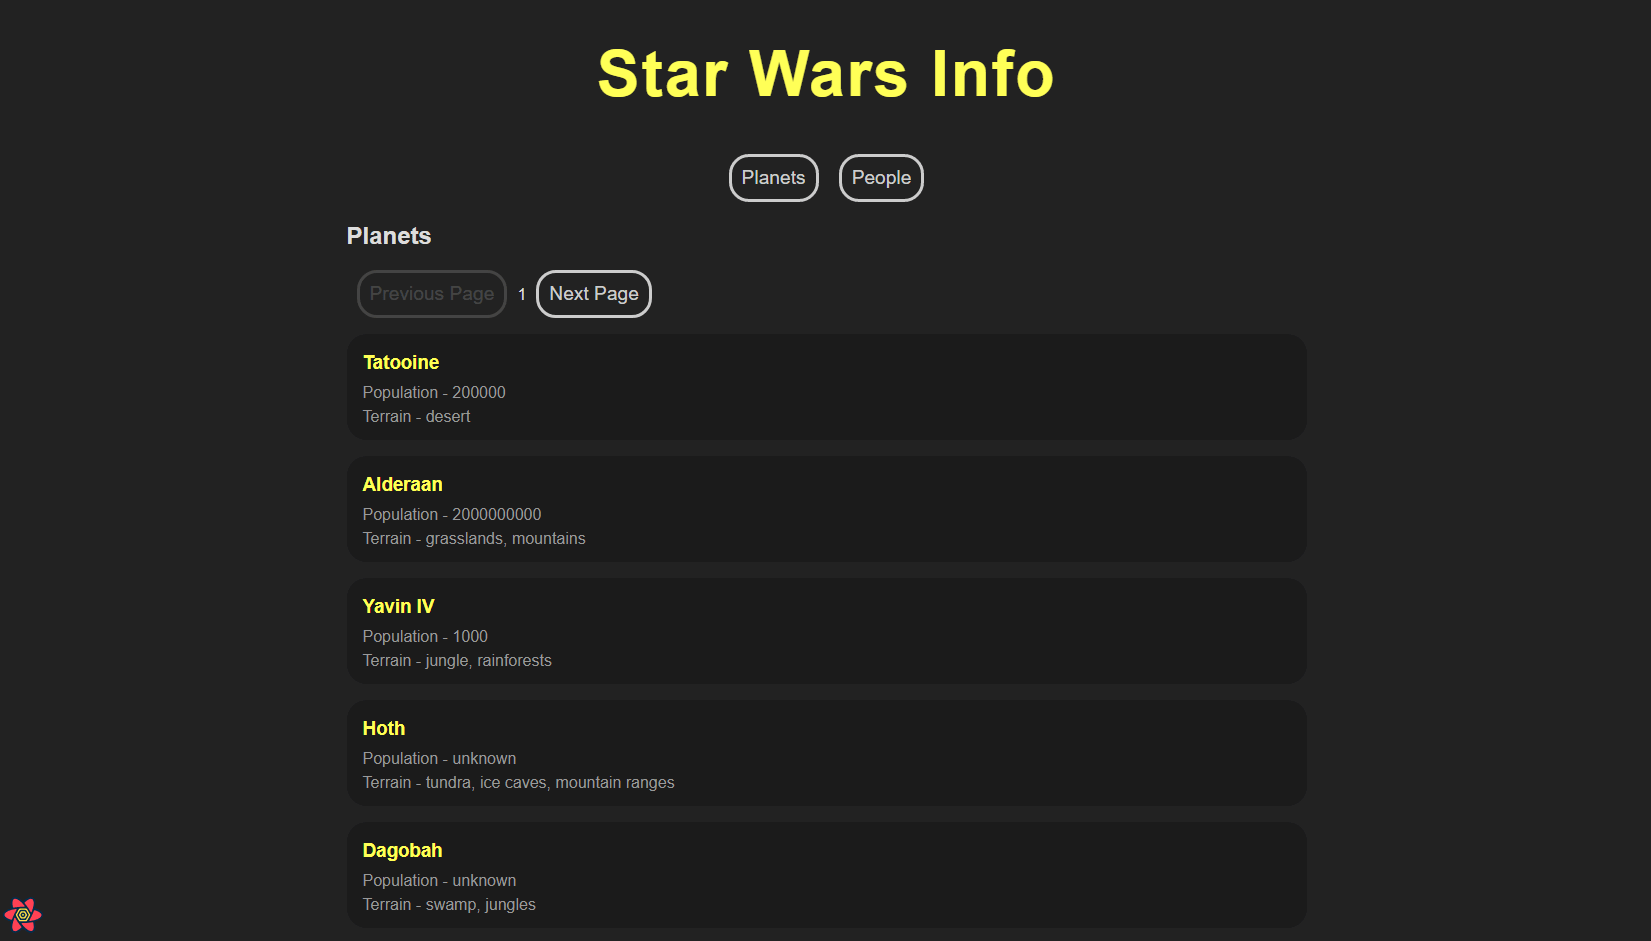 Star Wars Info
Planets People
Planets
Previous Page 1 Next Page
Tatooine
Population - 200000
Terrain - desert
Alderaan
Population - 2000000000
Terrain - grasslands, mountains
Yavin IV
Population - 1000
Terrain - jungle, rainforests
Hoth
Population - unknown
Terrain - tundra, ice caves, mountain ranges
Dagobah
Population - unknown
Terrain - swamp, jungles